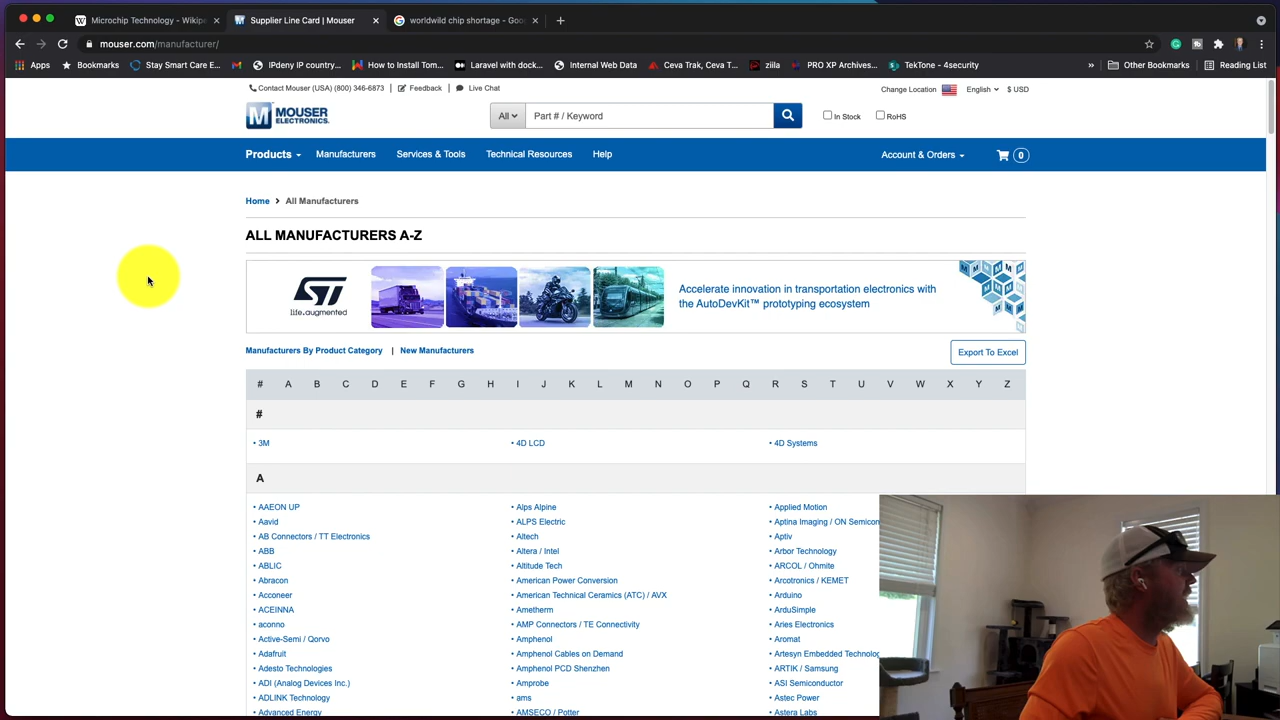 Microchip Technology - Wikipe
Supplier Line Card | Mouser
worldwild chip shortage - Goo
mouser.com/manufacturer/
Apps
Bookmarks
Stay Smart Care E...
IPdeny IP country...
How to Install Tom...
Laravel with dock...
Internal Web Data
Ceva Trak, Ceva T...
ziila
PRO XP Archives...
TekTone - 4security
»
Other Bookmarks
Reading List
Contact Mouser (USA) (800) 346-6873 | Feedback | Live Chat
Change Location English $ USD
MOUSER ELECTRONICS
All Part # / Keyword In Stock RoHS
Products Manufacturers Services & Tools Technical Resources Help Account & Orders 0
Home > All Manufacturers
ALL MANUFACTURERS A-Z
ST
life.augmented
Accelerate innovation in transportation electronics with
the AutoDevKit™ prototyping ecosystem
Manufacturers By Product Category | New Manufacturers
Export To Excel
# A B C D E F G H I J K L M N O P Q R S T U V W X Y Z
#
• 3M • 4D LCD • 4D Systems
A
• AAEON UP • Alps Alpine • Applied Motion
• Aavid • ALPS Electric • Aptina Imaging / ON Semicon
• AB Connectors / TT Electronics • Altech • Aptiv
• ABB • Altera / Intel • Arbor Technology
• ABLIC • Altitude Tech • ARCOL / Ohmite
• Abracon • American Power Conversion • Arcotronics / KEMET
• Acconeer • American Technical Ceramics (ATC) / AVX • Arduino
• ACEINNA • Ametherm • ArduSimple
• aconno • AMP Connectors / TE Connectivity • Aries Electronics
• Active-Semi / Qorvo • Amphenol • Aromat
• Adafruit • Amphenol Cables on Demand • Artesyn Embedded Technolog
• Adesto Technologies • Amphenol PCD Shenzhen • ARTIK / Samsung
• ADI (Analog Devices Inc.) • Amprobe • ASI Semiconductor
• ADLINK Technology • ams • Astec Power
• Advanced Energy • AMSECO / Potter • Astera Labs